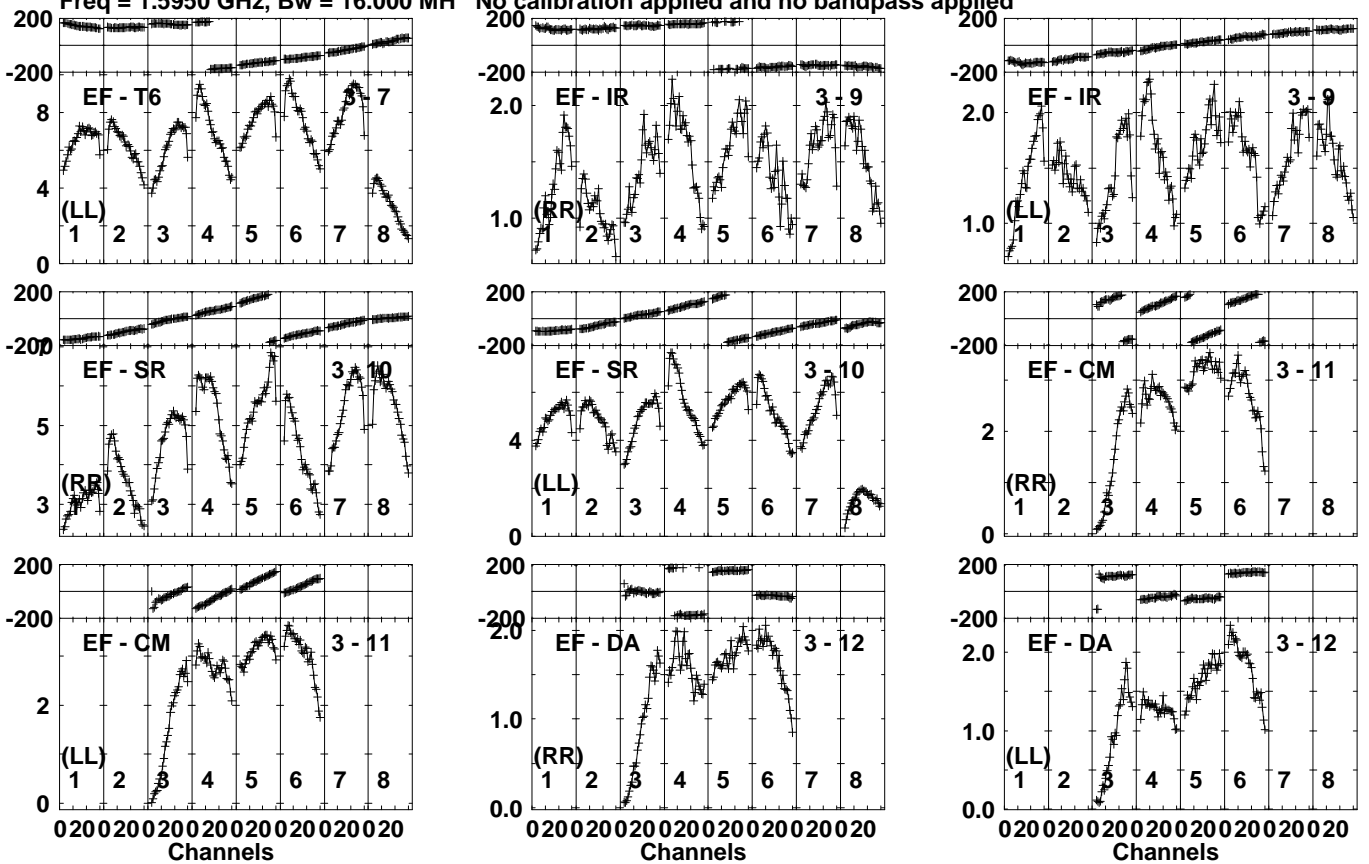 Freq = 1.5950 GHz, Bw = 16.000 MH No calibration applied and no bandpass applied
200 200 200
-200 -200 -200
EF - T6 3 - 7 EF - IR 3 - 9 EF - IR 3 - 9
8 2.0 2.0
4
(LL) 1.0 (RR) 1.0 (LL)
1 2 3 4 5 6 7 8 1 2 3 4 5 6 7 8 1 2 3 4 5 6 7 8
0
200 200 200
-200 -200 -200
7
EF - SR 3 - 10 EF - SR 3 - 10 EF - CM 3 - 11
5 4 2
(RR) (LL) (RR)
3 1 2 3 4 5 6 7 8 1 2 3 4 5 6 7 8 1 2 3 4 5 6 7 8
0 0
200 200 200
-200 -200 -200
2.0
EF - CM 3 - 11 EF - DA 3 - 12 EF - DA 3 - 12
2.0
2 1.0 1.0
(LL) (RR) (LL)
1 2 3 4 5 6 7 8 1 2 3 4 5 6 7 8 1 2 3 4 5 6 7 8
0 0.0 0.0
0 20 0 20 0 20 0 20 0 20 0 20 0 20 0 20 0 20 0 20 0 20 0 20 0 20 0 20 0 20 0 20 0 20 0 20 0 20 0 20 0 20 0 20 0 20 0 20
Channels Channels Channels